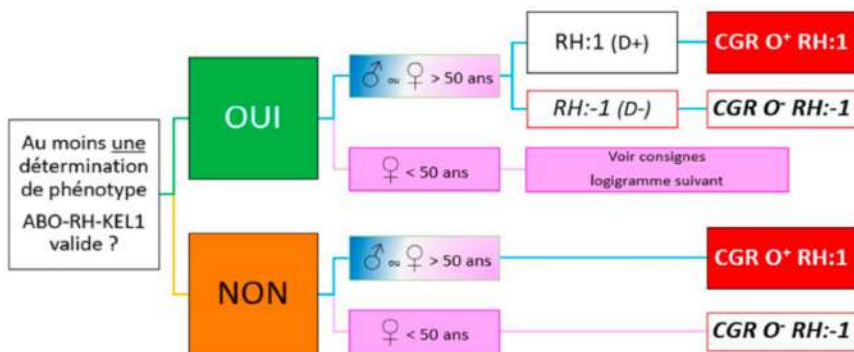 Au moins une
détermination
de phénotype
ABO-RH-KEL1
valide ?
OUI
♂ ou ♀ > 50 ans
RH:1 (D+)
CGR O⁺ RH:1
RH:-1 (D-)
CGR O⁻ RH:-1
♀ < 50 ans
Voir consignes
logigramme suivant
NON
♂ ou ♀ > 50 ans
CGR O⁺ RH:1
♀ < 50 ans
CGR O⁻ RH:-1